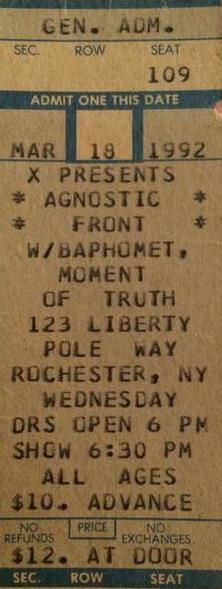 GEN. ADM.
SEC. ROW SEAT
109
ADMIT ONE THIS DATE
MAR 18 1992
X PRESENTS
* AGNOSTIC *
* FRONT *
W/BAPHOMET,
MOMENT
OF TRUTH
123 LIBERTY
POLE WAY
ROCHESTER, NY
WEDNESDAY
DRS OPEN 6 PM
SHOW 6:30 PM
ALL AGES
$10. ADVANCE
NO REFUNDS PRICE NO EXCHANGES
$12. AT DOOR
SEC. ROW SEAT